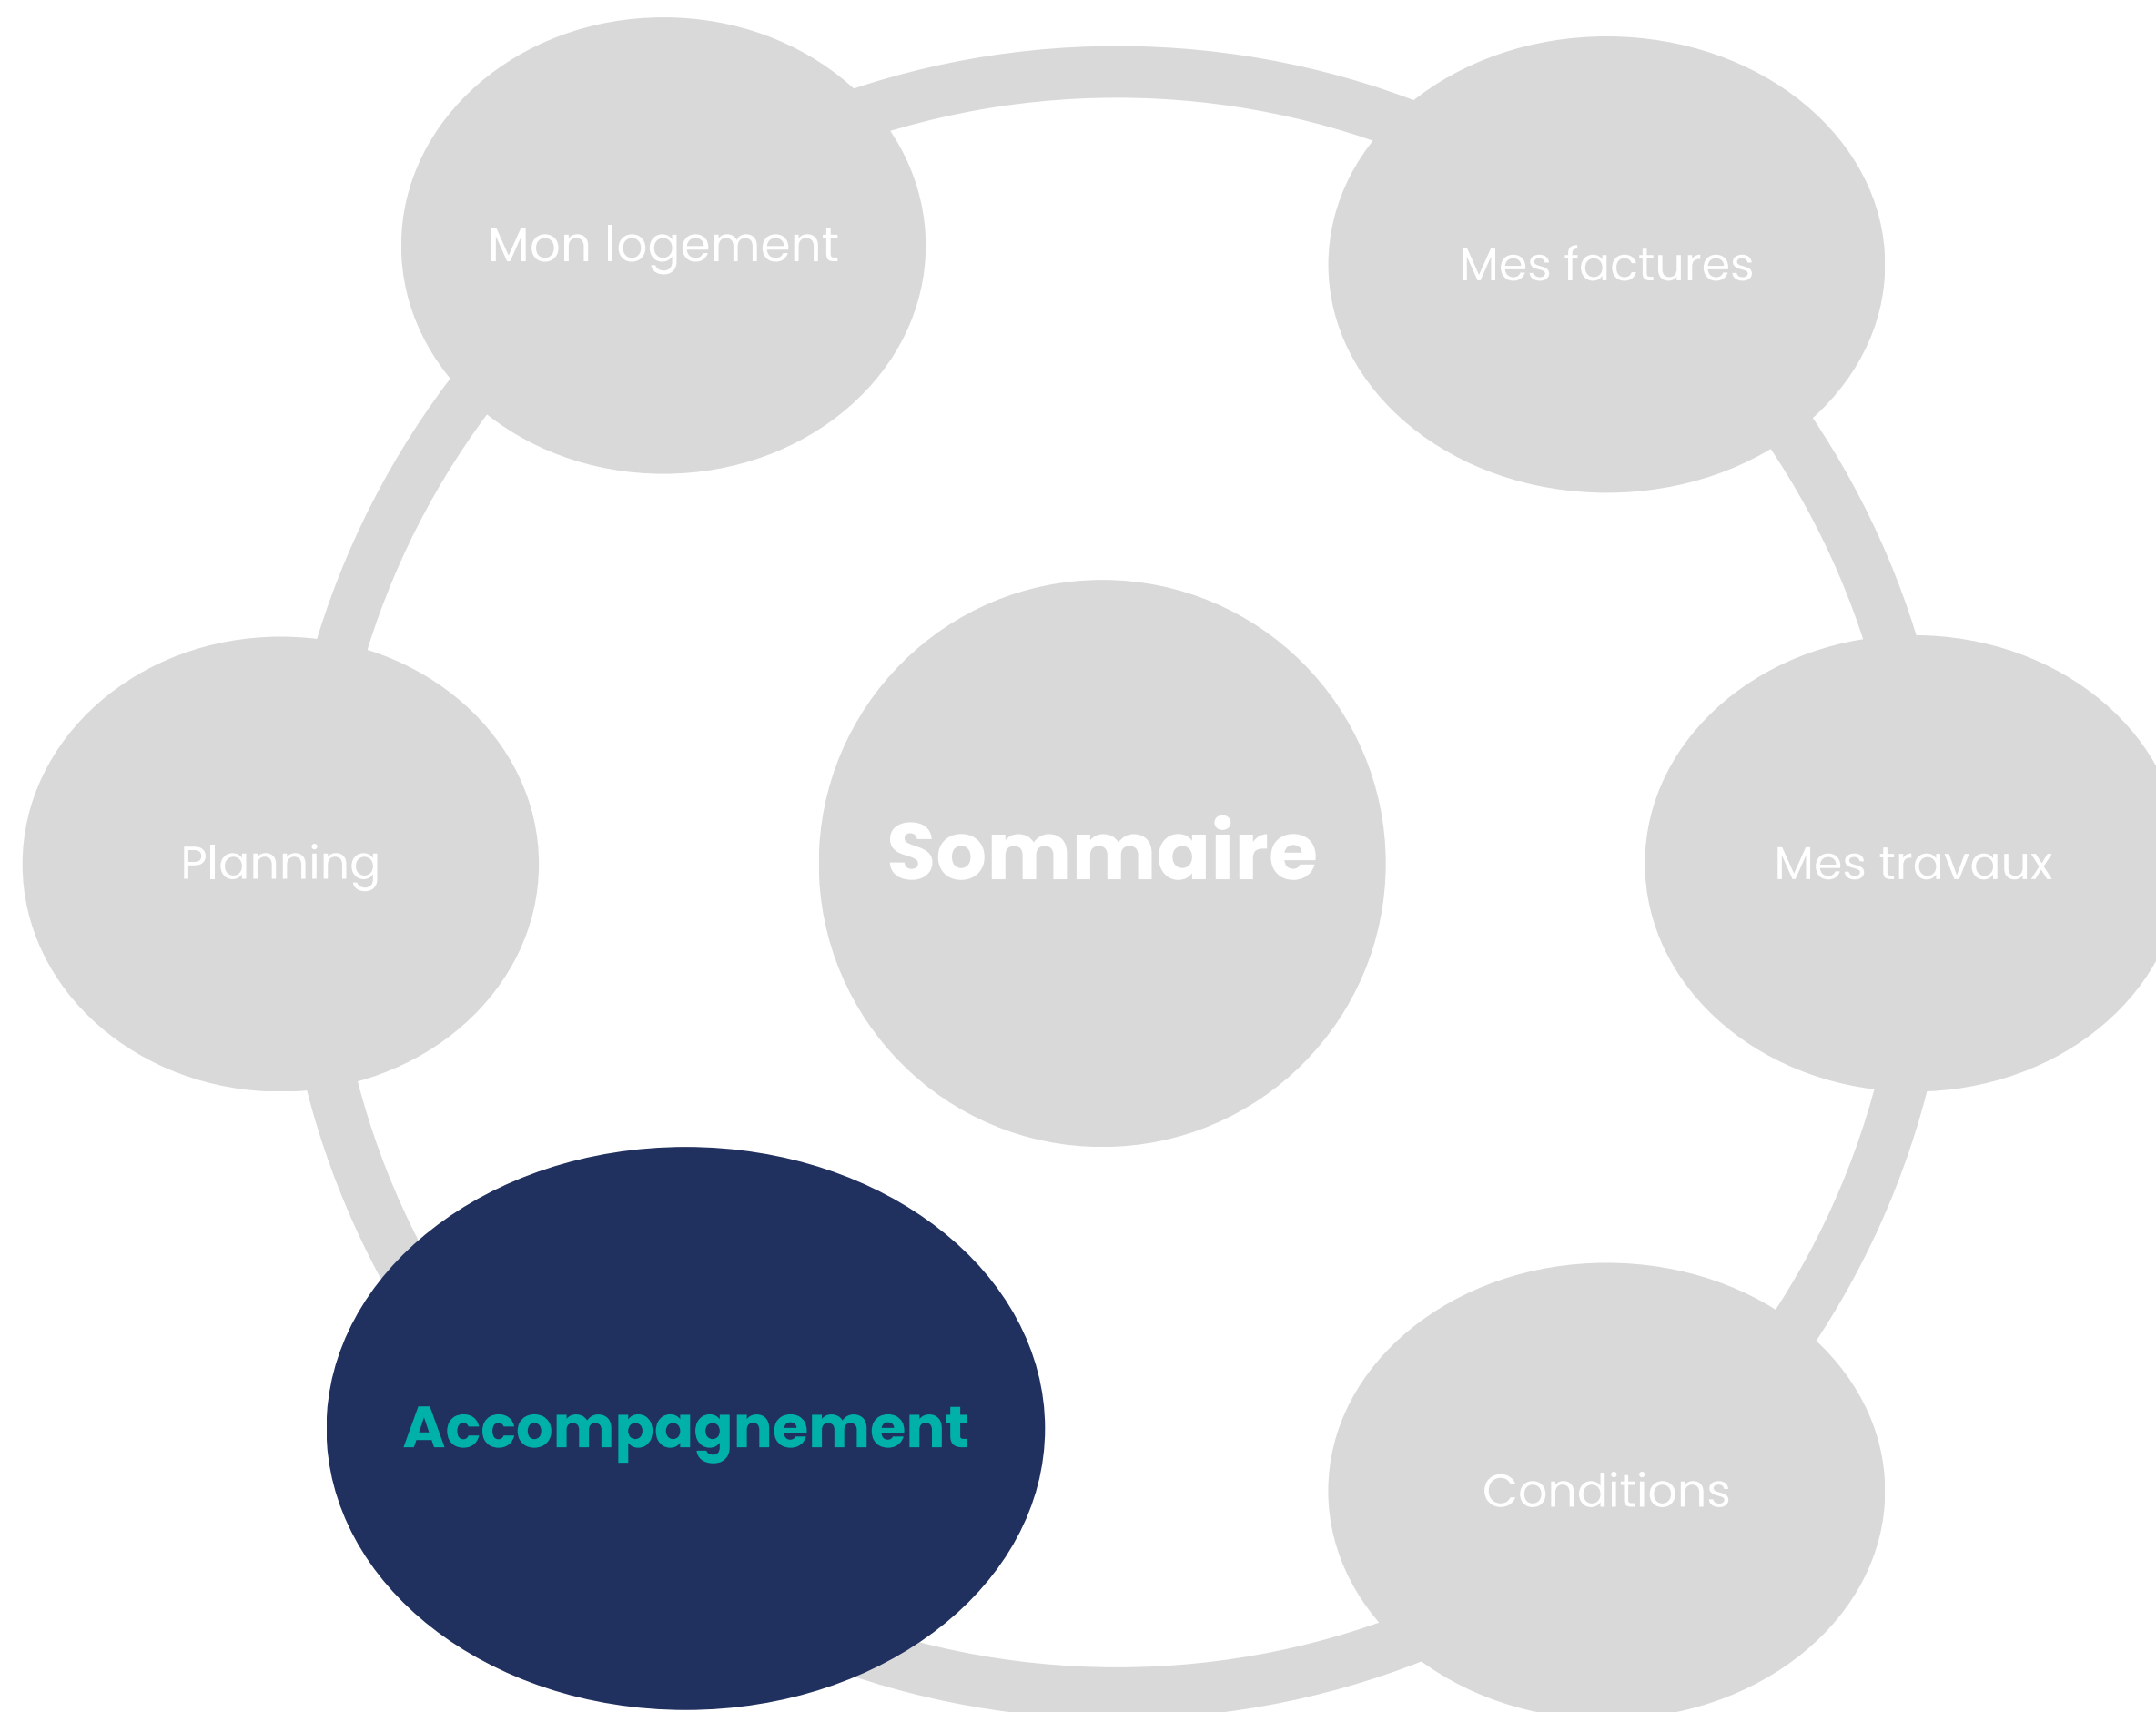 Mon logement
Mes factures
Planning
Sommaire
Mes travaux
Accompagnement
Conditions